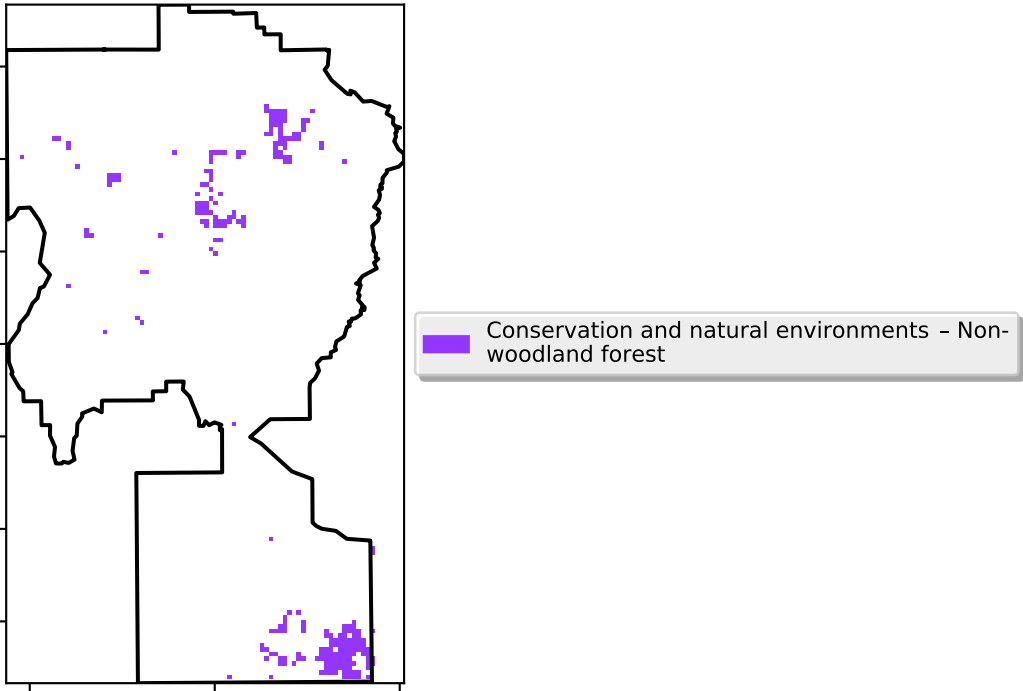 Conservation and natural environments – Non-
woodland forest